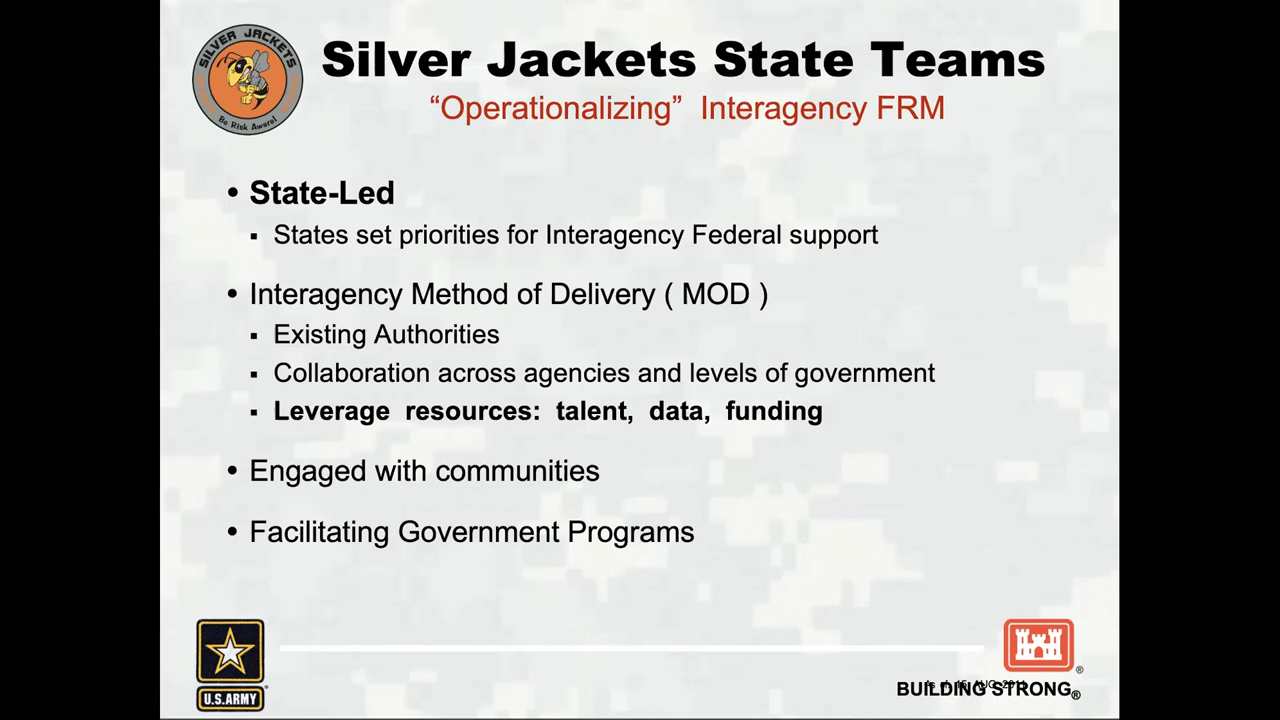 SILVER JACKETS
Be Risk Aware!
Silver Jackets State Teams
“Operationalizing” Interagency FRM
• State-Led
▪ States set priorities for Interagency Federal support
• Interagency Method of Delivery ( MOD )
▪ Existing Authorities
▪ Collaboration across agencies and levels of government
▪ Leverage resources: talent, data, funding
• Engaged with communities
• Facilitating Government Programs
U.S.ARMY
BUILDING STRONG®